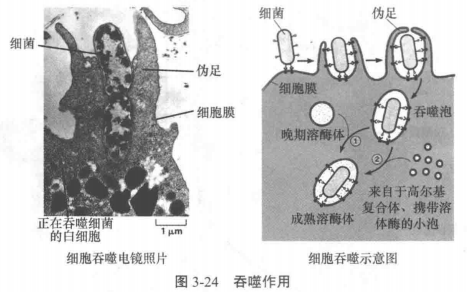 细菌
伪足
细胞膜
正在吞噬细菌
的白细胞
1 μm
细胞吞噬电镜照片
细菌
伪足
细胞膜
吞噬泡
晚期溶酶体
①
②
成熟溶酶体
来自于高尔基
复合体、携带溶
体酶的小泡
细胞吞噬示意图
图 3-24 吞噬作用